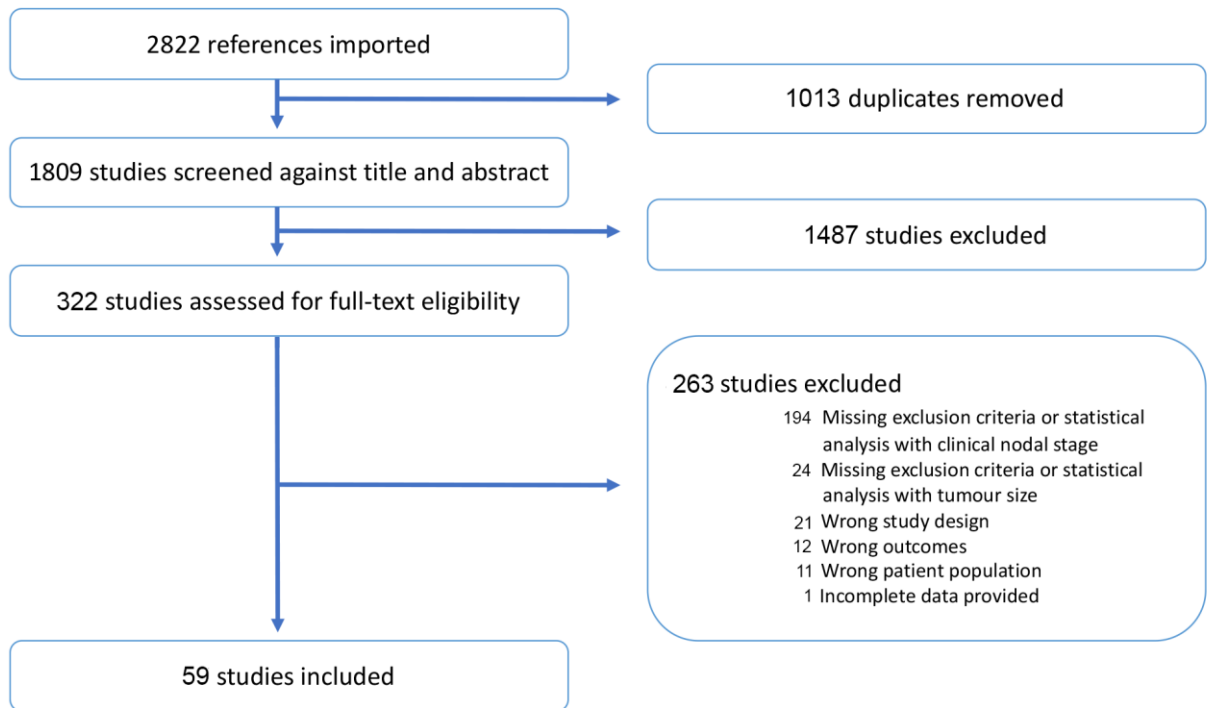 2822 references imported
1013 duplicates removed
1809 studies screened against title and abstract
1487 studies excluded
322 studies assessed for full-text eligibility
263 studies excluded
194 Missing exclusion criteria or statistical
analysis with clinical nodal stage
24 Missing exclusion criteria or statistical
analysis with tumour size
21 Wrong study design
12 Wrong outcomes
11 Wrong patient population
1 Incomplete data provided
59 studies included